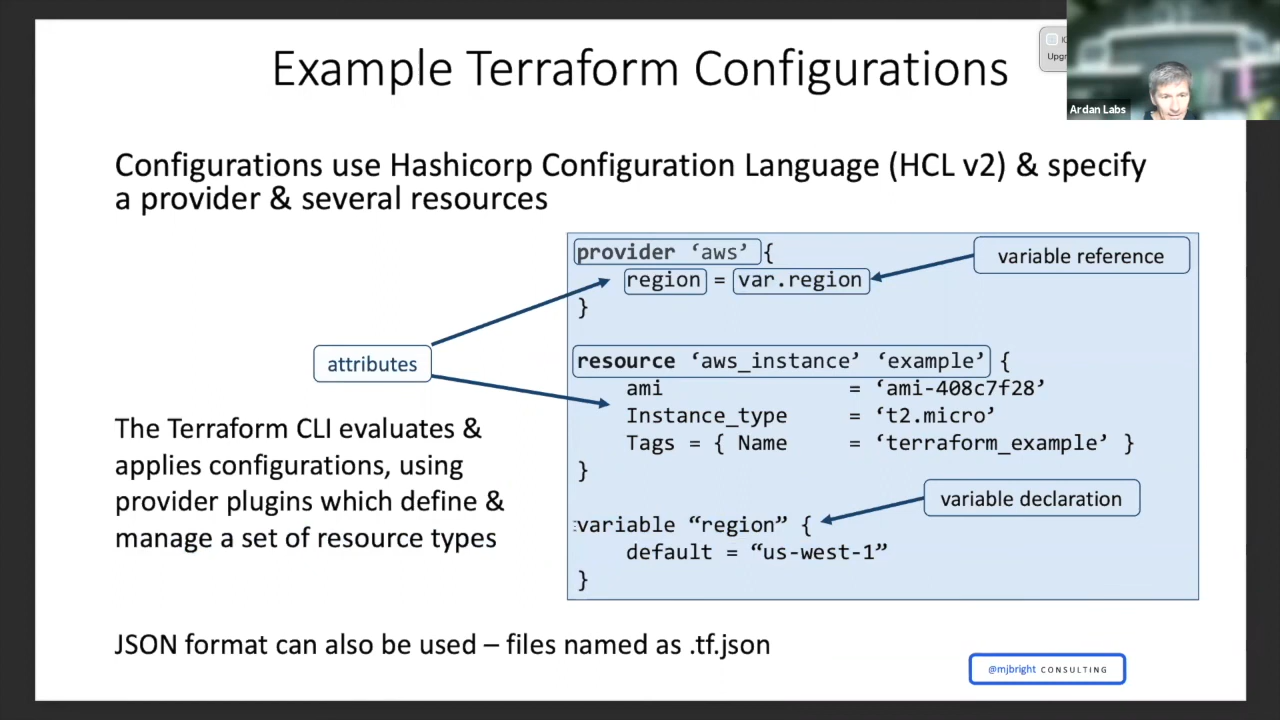 Example Terraform Configurations
Upgr
Ardan Labs
Configurations use Hashicorp Configuration Language (HCL v2) & specify
a provider & several resources
provider ‘aws’ {
variable reference
region = var.region
}
attributes
resource ‘aws_instance’ ‘example’ {
ami = ‘ami-408c7f28’
Instance_type = ‘t2.micro’
Tags = { Name = ‘terraform_example’ }
}
The Terraform CLI evaluates &
applies configurations, using
provider plugins which define &
manage a set of resource types
variable declaration
variable “region” {
default = “us-west-1”
}
JSON format can also be used – files named as .tf.json
@mjbright CONSULTING